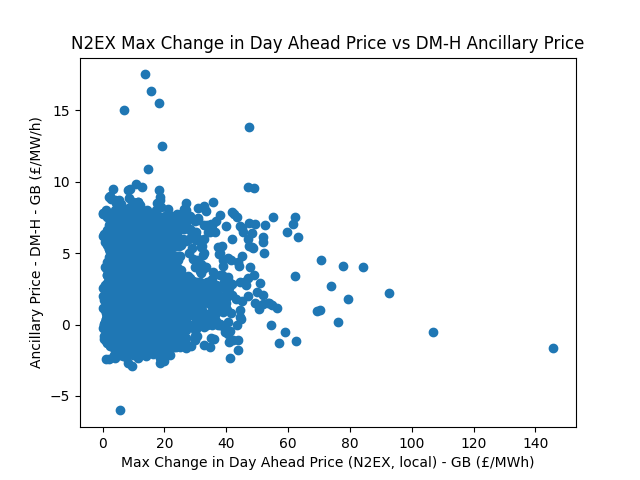 N2EX Max Change in Day Ahead Price vs DM-H Ancillary Price
15
10
5
0
−5
Ancillary Price - DM-H - GB (£/MW/h)
0 20 40 60 80 100 120 140
Max Change in Day Ahead Price (N2EX, local) - GB (£/MWh)